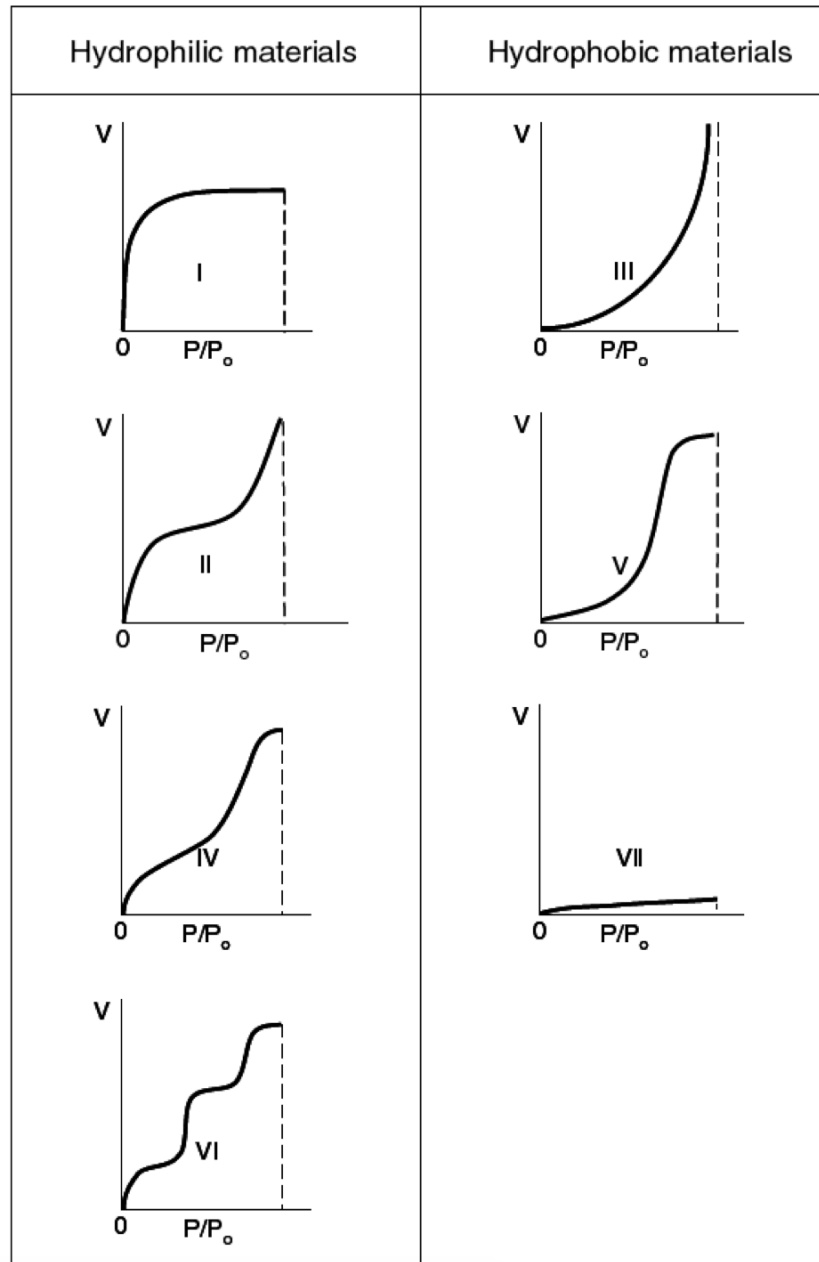 Hydrophilic materials
Hydrophobic materials
V
I
0
P/Pₒ
V
III
0
P/Pₒ
V
II
0
P/Pₒ
V
V
0
P/Pₒ
V
IV
0
P/Pₒ
V
VII
0
P/Pₒ
V
VI
0
P/Pₒ